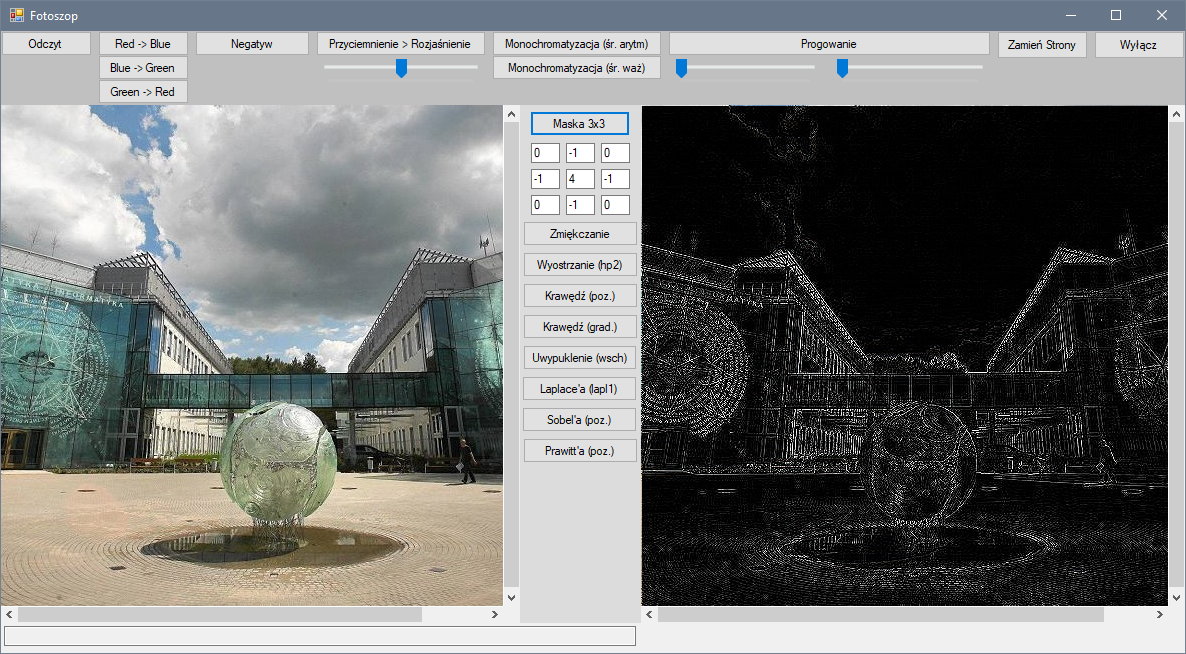 Fotoszop
Odczyt
Red -> Blue
Negatyw
Przyciemnienie > Rozjaśnienie
Monochromatyzacja (śr. arytm)
Progowanie
Zamień Strony
Wyłącz
Blue -> Green
Monochromatyzacja (śr. waż)
Green -> Red
Maska 3x3
0 -1 0
-1 4 -1
0 -1 0
Zmiękczanie
Wyostrzanie (hp2)
Krawędź (poz.)
Krawędź (grad.)
Uwypuklenie (wsch)
Laplace'a (lapl1)
Sobel'a (poz.)
Prawitt'a (poz.)
INFORMATYKA